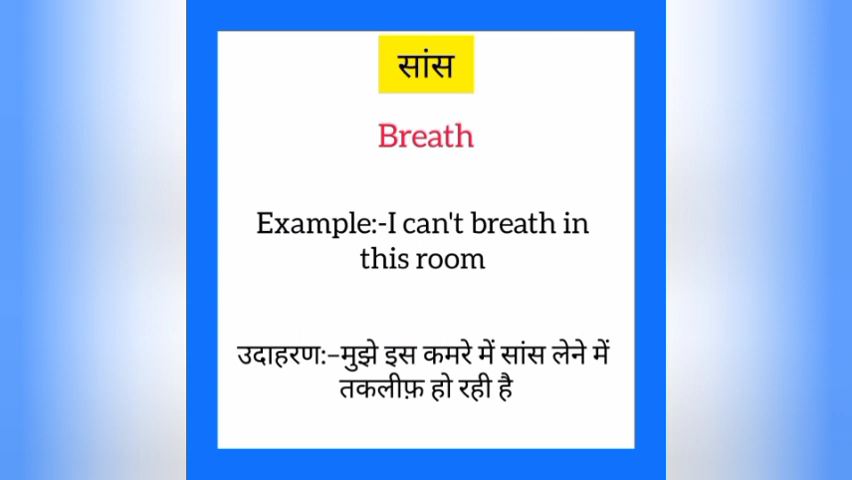 सांस
Breath
Example:-I can't breath in
this room
उदाहरण:-मुझे इस कमरे में सांस लेने में
तकलीफ़ हो रही है